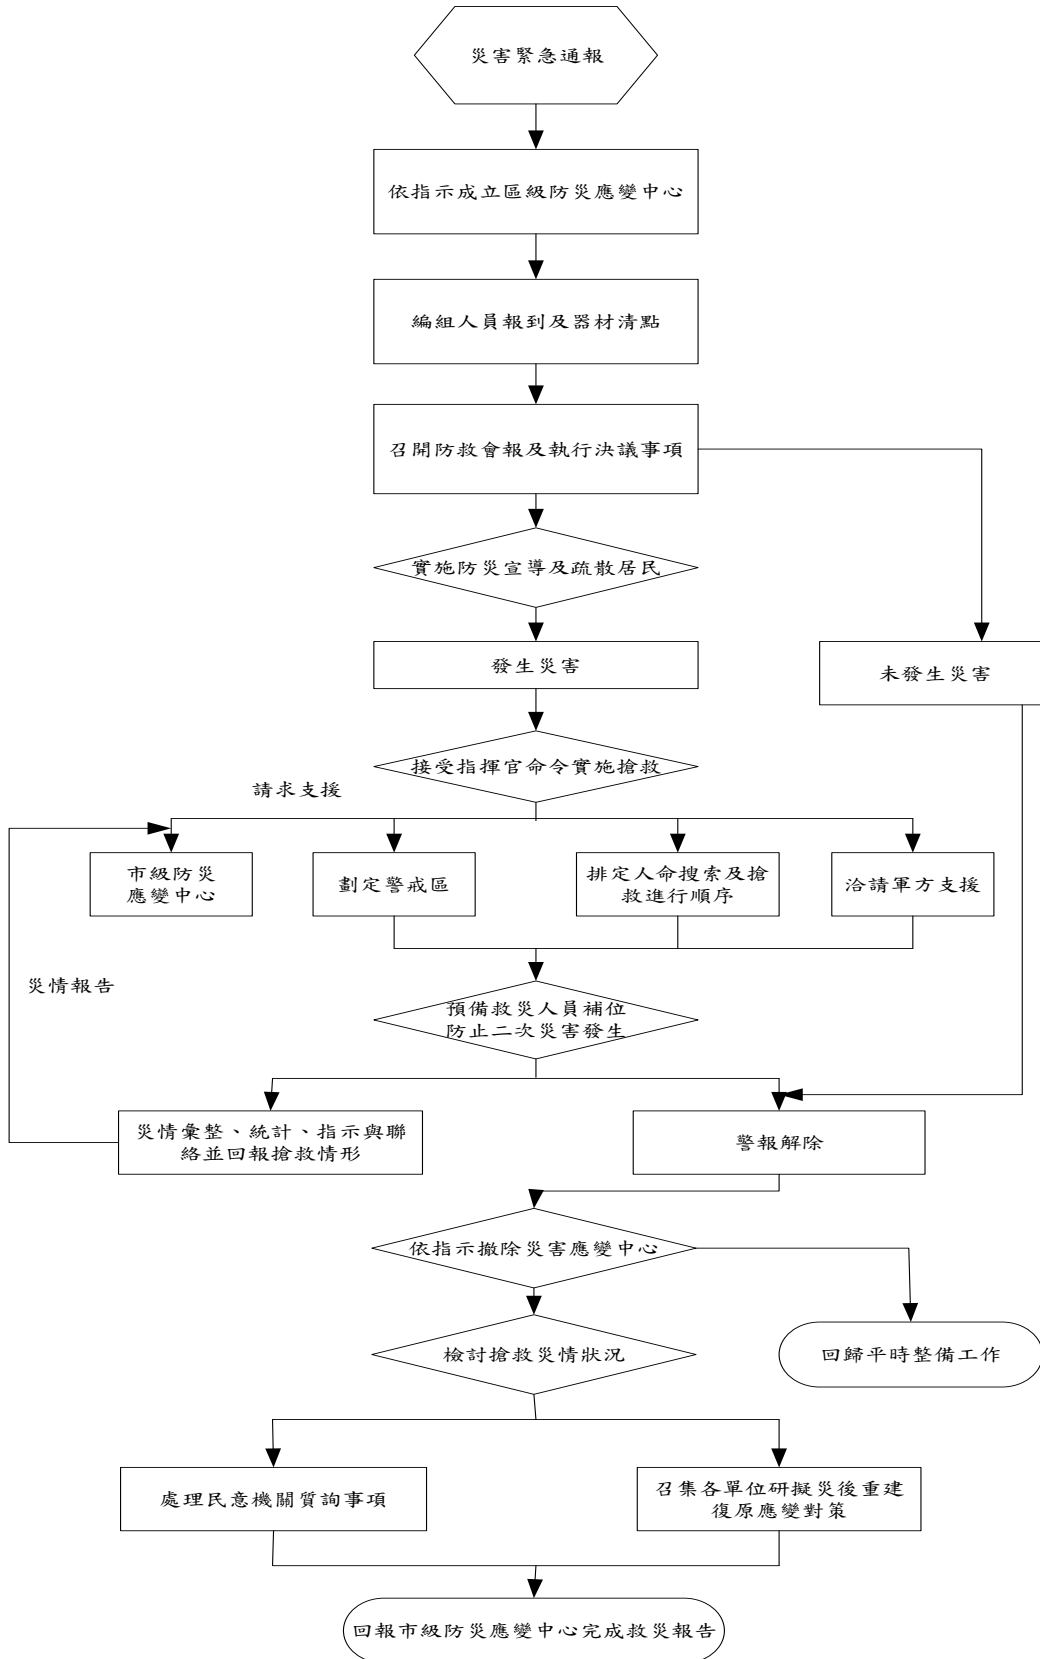 災害緊急通報
依指示成立區級防災應變中心
編組人員報到及器材清點
召開防救會報及執行決議事項
實施防災宣導及疏散居民
發生災害
未發生災害
接受指揮官命令實施搶救
請求支援
市級防災
應變中心
劃定警戒區
排定人命搜索及搶
救進行順序
洽請軍方支援
災情報告
預備救災人員補位
防止二次災害發生
災情彙整、統計、指示與聯
絡並回報搶救情形
警報解除
依指示撤除災害應變中心
檢討搶救災情狀況
回歸平時整備工作
處理民意機關質詢事項
召集各單位研擬災後重建
復原應變對策
回報市級防災應變中心完成救災報告